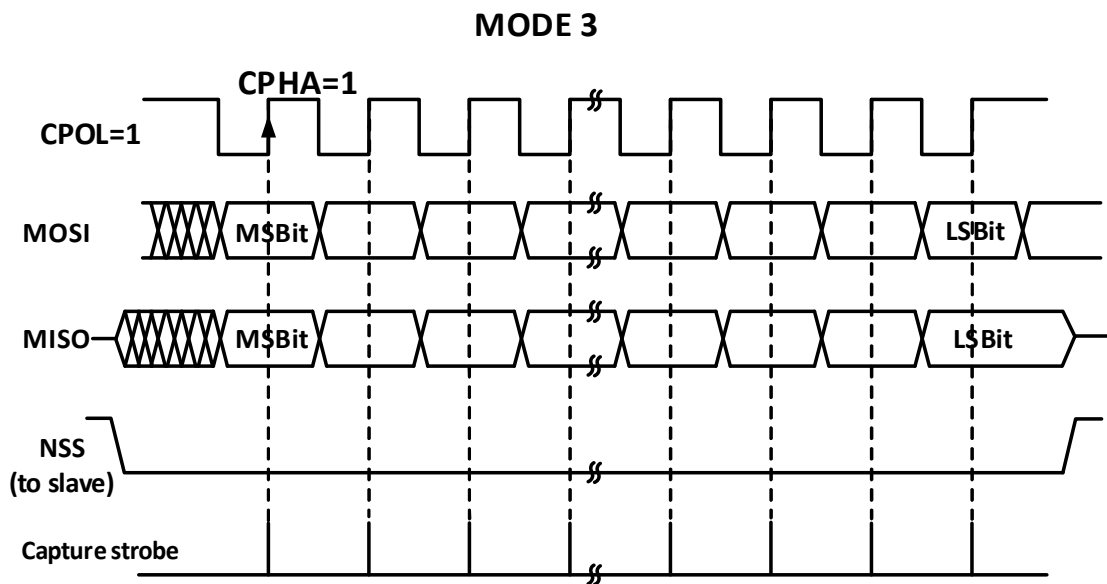 MODE 3
CPHA=1
CPOL=1
MOSI
MSBit
LSBit
MISO
MSBit
LSBit
NSS
(to slave)
Capture strobe